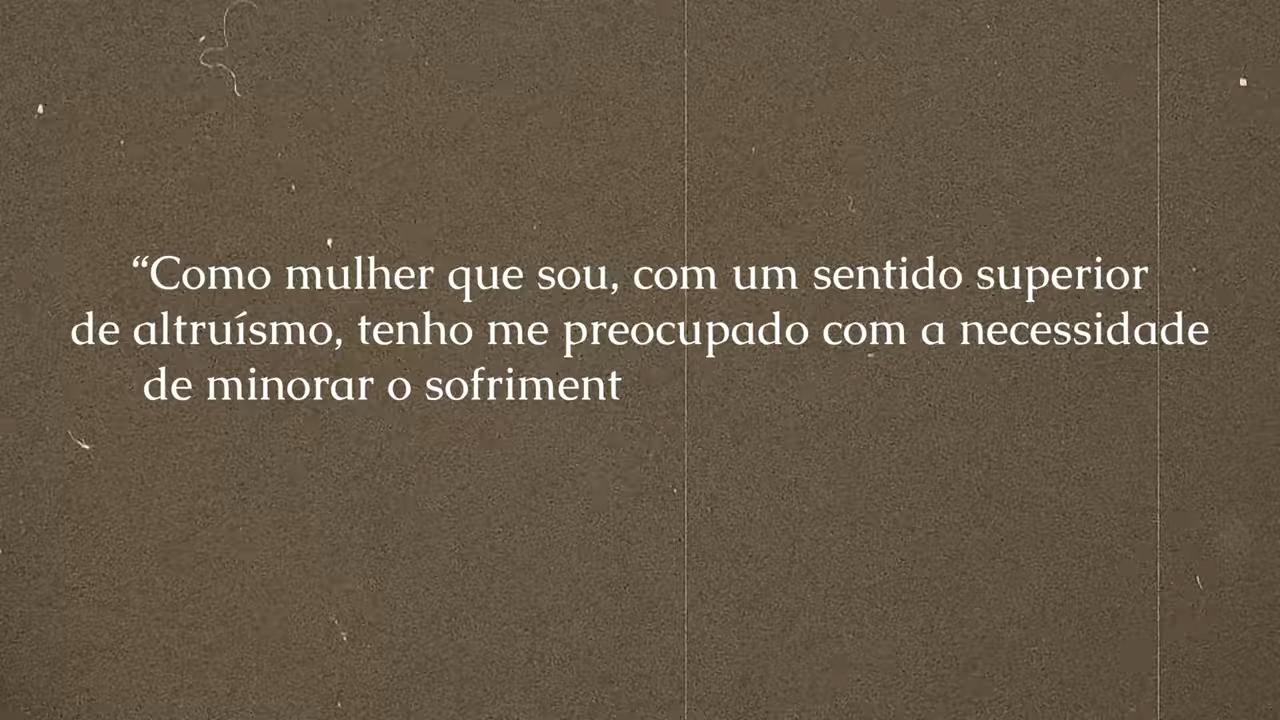 “Como mulher que sou, com um sentido superior
de altruísmo, tenho me preocupado com a necessidade
de minorar o sofriment